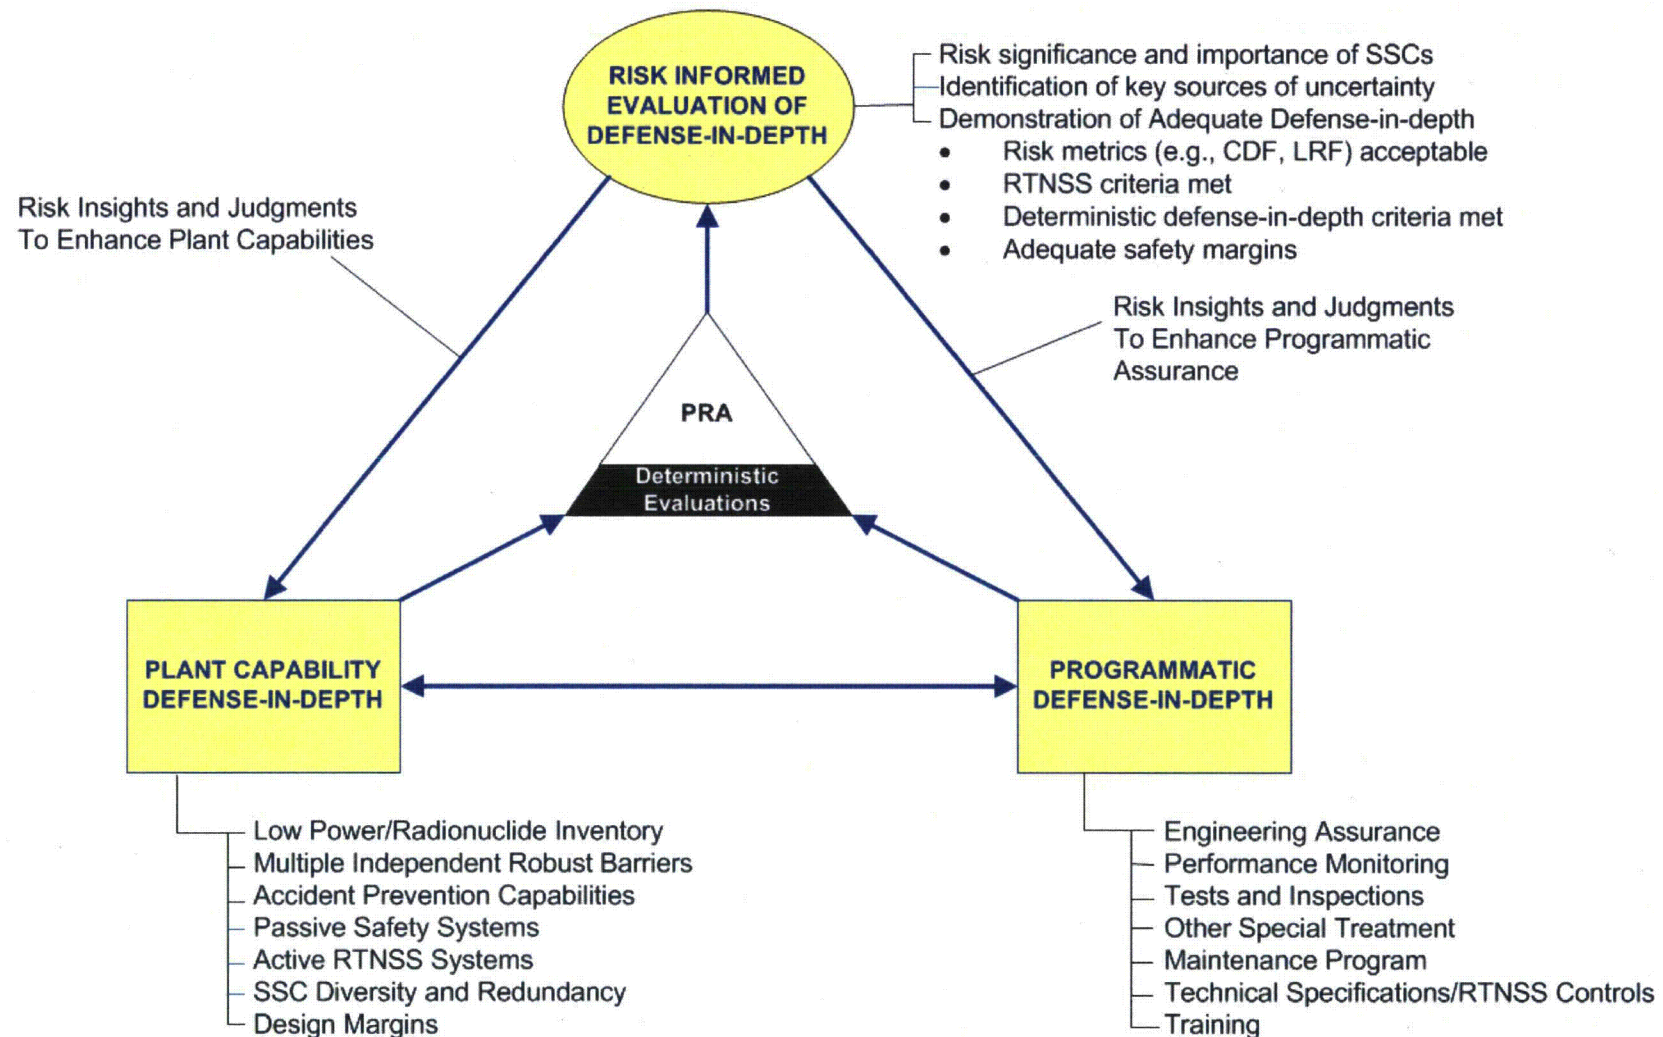 RISK INFORMED
EVALUATION OF
DEFENSE-IN-DEPTH
Risk significance and importance of SSCs
Identification of key sources of uncertainty
Demonstration of Adequate Defense-in-depth
• Risk metrics (e.g., CDF, LRF) acceptable
• RTNSS criteria met
• Deterministic defense-in-depth criteria met
• Adequate safety margins
Risk Insights and Judgments
To Enhance Plant Capabilities
Risk Insights and Judgments
To Enhance Programmatic
Assurance
PRA
Deterministic
Evaluations
PLANT CAPABILITY
DEFENSE-IN-DEPTH
PROGRAMMATIC
DEFENSE-IN-DEPTH
Low Power/Radionuclide Inventory
Multiple Independent Robust Barriers
Accident Prevention Capabilities
Passive Safety Systems
Active RTNSS Systems
SSC Diversity and Redundancy
Design Margins
Engineering Assurance
Performance Monitoring
Tests and Inspections
Other Special Treatment
Maintenance Program
Technical Specifications/RTNSS Controls
Training